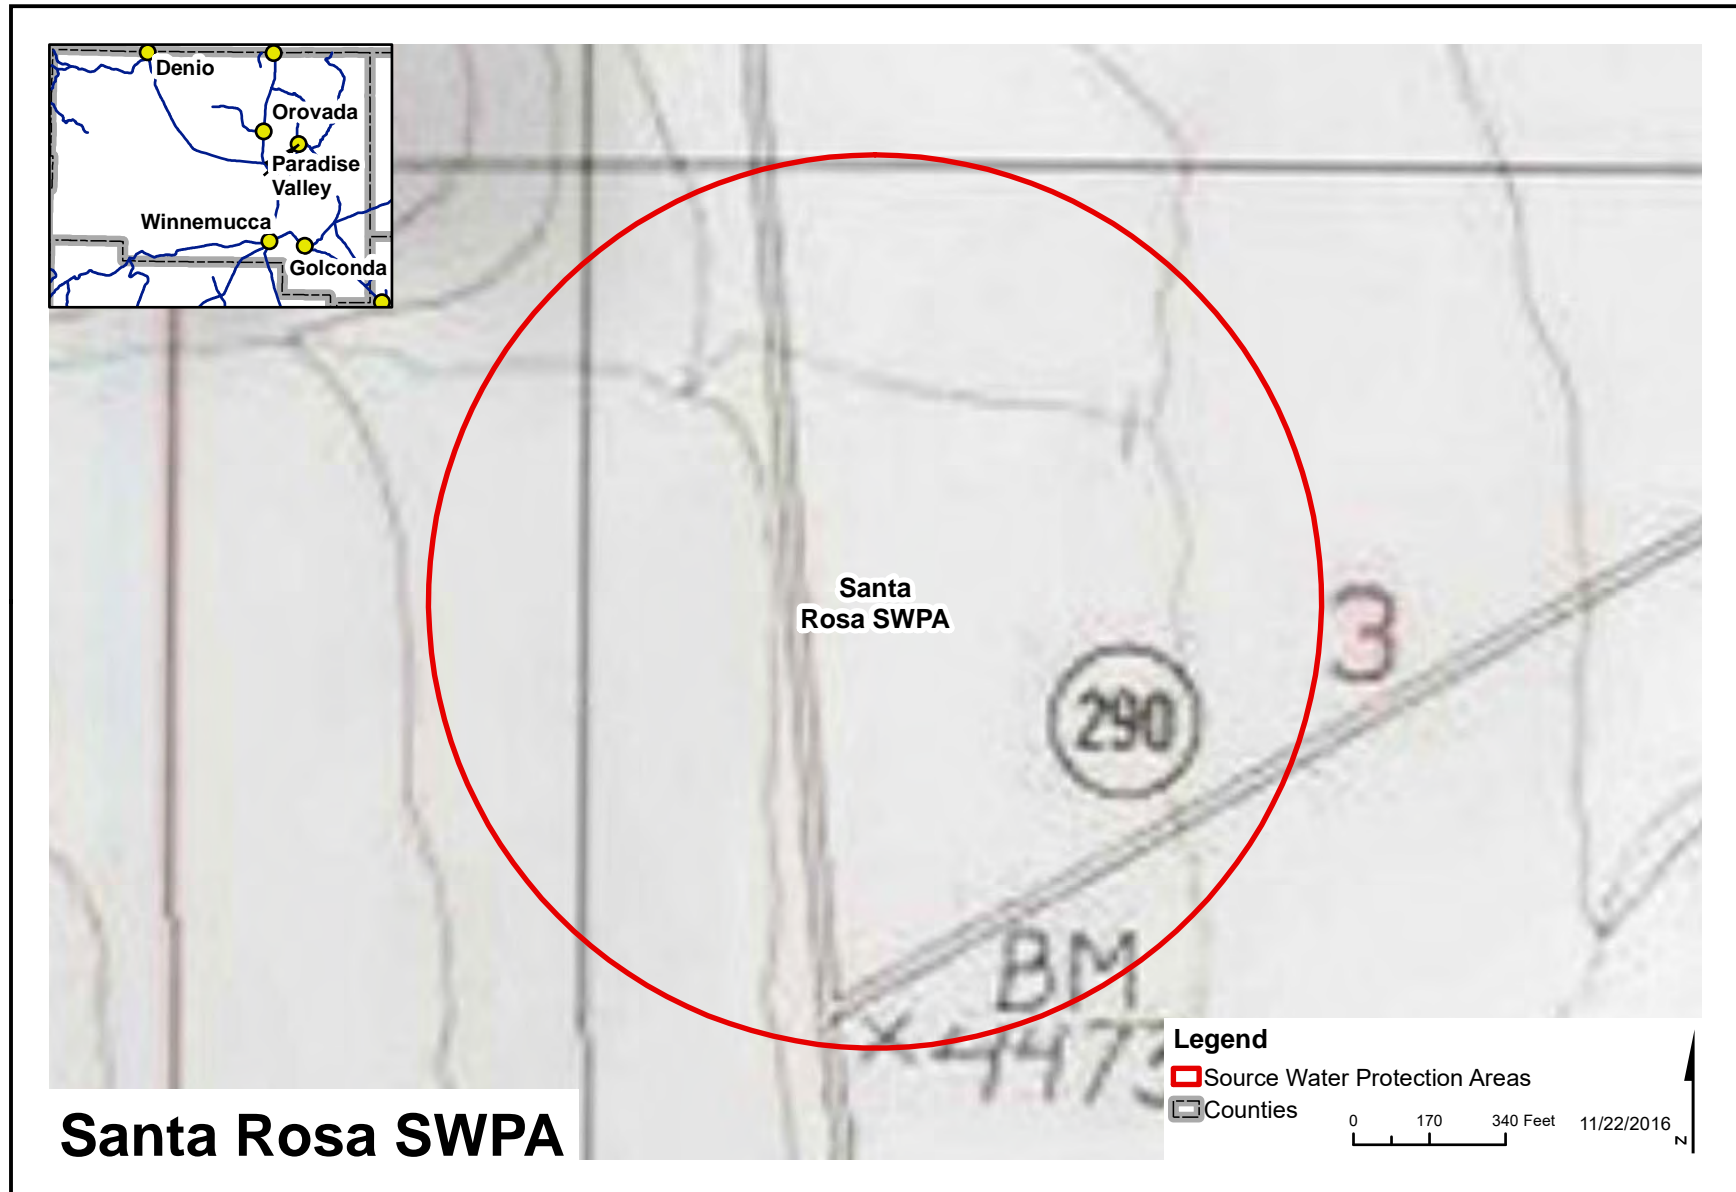 Denio
Orovada
Paradise
Valley
Winnemucca
Golconda
Santa
Rosa SWPA
3
290
BM
X 4473
Legend
Source Water Protection Areas
Counties
0 170 340 Feet
11/22/2016
N
Santa Rosa SWPA